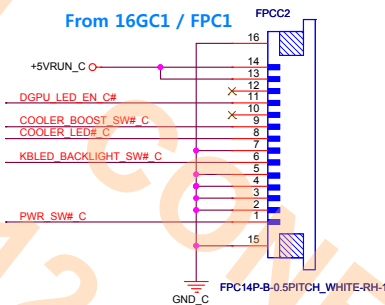 From 16GC1 / FPC1
FPCC2
16
+5VRUN_C
14
13
12
DGPU_LED_EN_C#
11
10
COOLER_BOOST_SW#_C
9
COOLER_LED#_C
8
7
KBLED_BACKLIGHT_SW#_C
6
5
4
3
2
PWR_SW#_C
1
15
GND_C
FPC14P-B-0.5PITCH_WHITE-RH-1